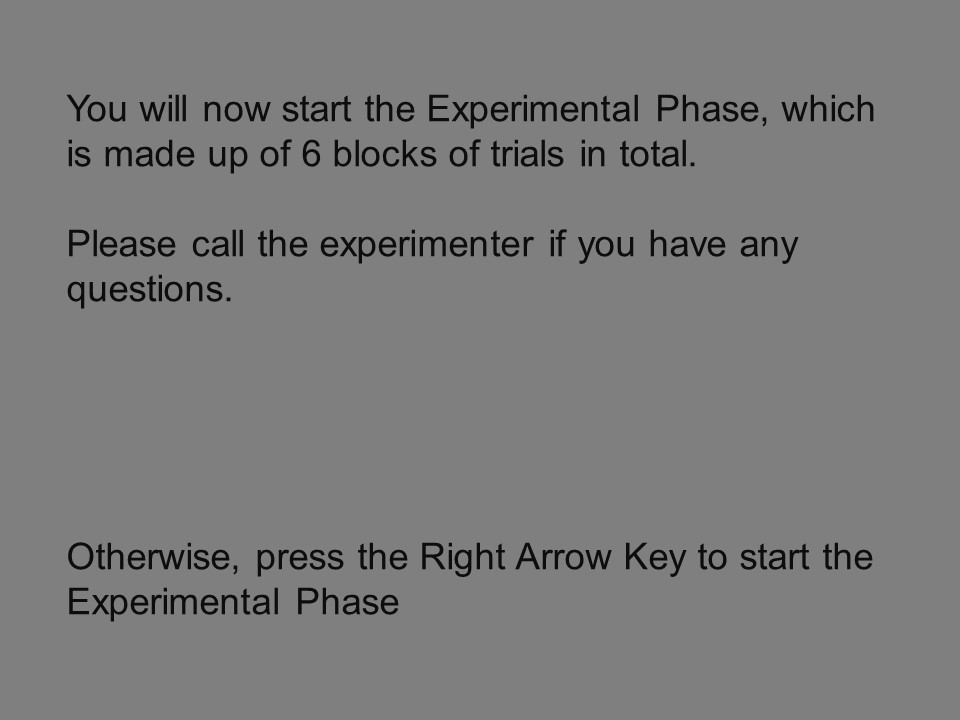 You will now start the Experimental Phase, which
is made up of 6 blocks of trials in total.
Please call the experimenter if you have any
questions.
Otherwise, press the Right Arrow Key to start the
Experimental Phase